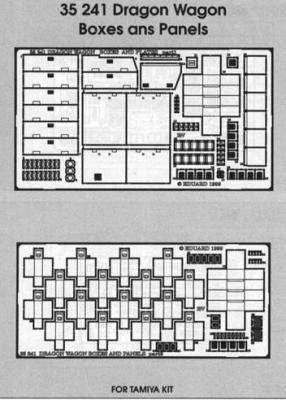 35 241 Dragon Wagon
Boxes ans Panels
35 241 DRAGON WAGON BOXES AND PLATES part1
© EDUARD 1999
© EDUARD 1999
35 241 DRAGON WAGON BOXES AND PANELS part2
FOR TAMIYA KIT